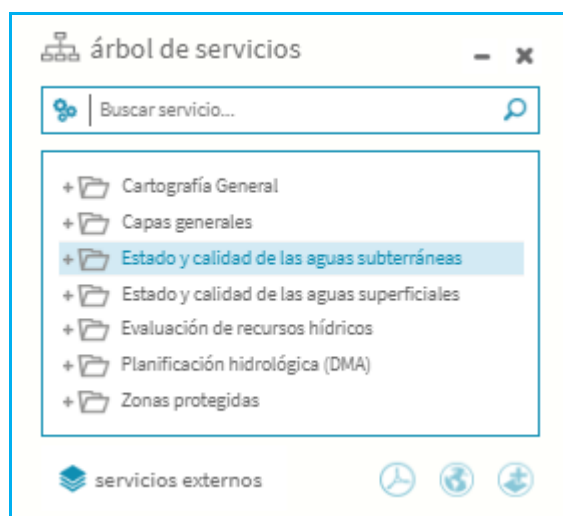 árbol de servicios
Buscar servicio...
Cartografía General
Capas generales
Estado y calidad de las aguas subterráneas
Estado y calidad de las aguas superficiales
Evaluación de recursos hídricos
Planificación hidrológica (DMA)
Zonas protegidas
servicios externos